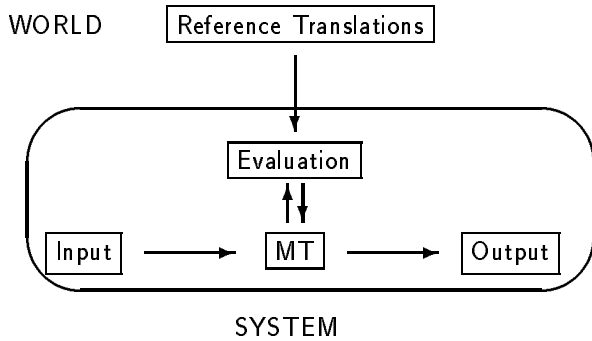 WORLD
Reference Translations
Evaluation
Input
MT
Output
SYSTEM